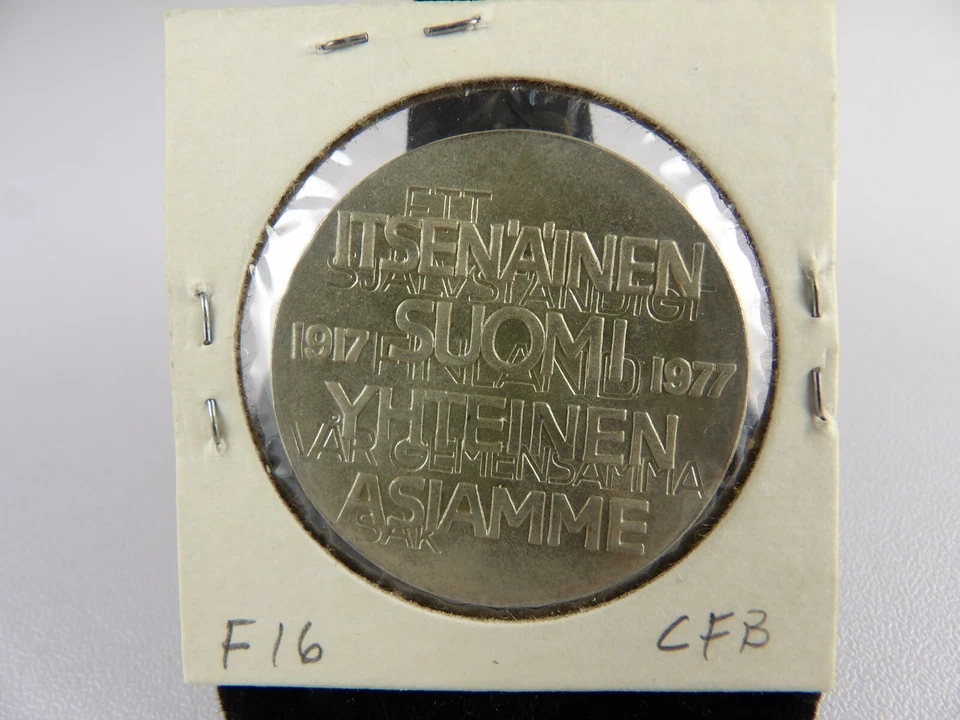 ETT
ITSENÄINEN
SJÄLVSTÄNDIGT
SUOMI
1917 FINLAND 1977
YHTEINEN
VÅR GEMENSAMMA
ASIAMME
SAK
F16 CFB